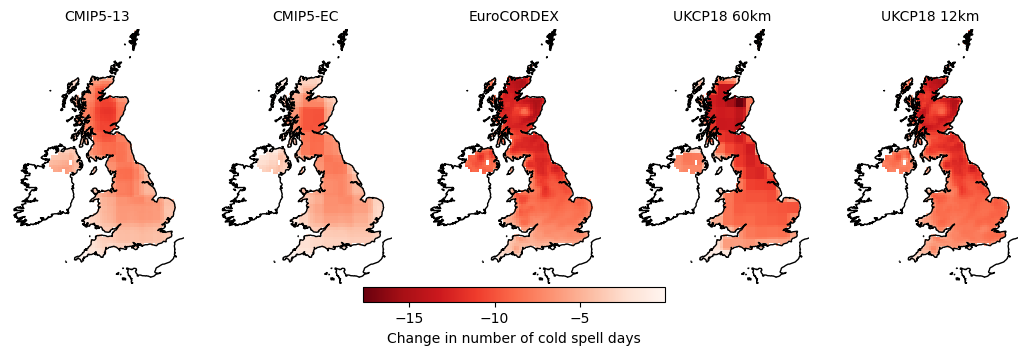 CMIP5-13 CMIP5-EC EuroCORDEX UKCP18 60km UKCP18 12km
−15 −10 −5
Change in number of cold spell days